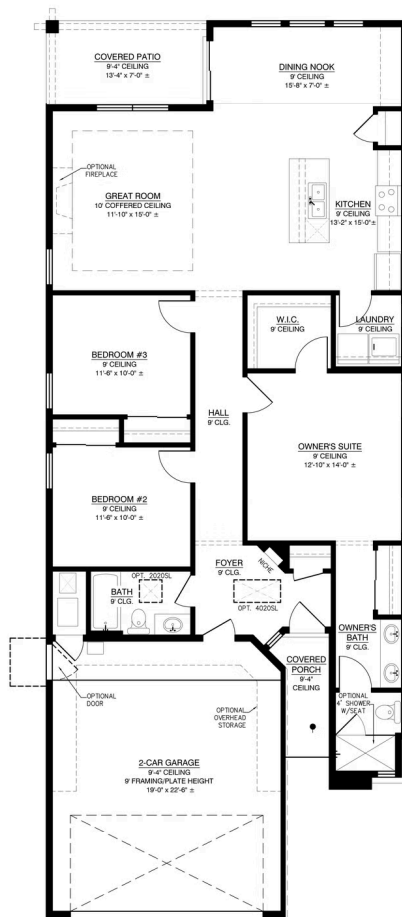 COVERED PATIO
9'-4" CEILING
13'-4" x 7'-0" ±
DINING NOOK
9' CEILING
15'-8" x 7'-0" ±
OPTIONAL
FIREPLACE
GREAT ROOM
10' COFFERED CEILING
11'-10" x 15'-0" ±
KITCHEN
9' CEILING
13'-2" x 15'-0" ±
W.I.C.
9' CEILING
LAUNDRY
9' CEILING
BEDROOM #3
9' CEILING
11'-6" x 10'-0" ±
HALL
9' CLG.
OWNER'S SUITE
9' CEILING
12'-10" x 14'-0" ±
BEDROOM #2
9' CEILING
11'-6" x 10'-0" ±
FOYER
9' CLG.
NICHE
OPT. 2020SL
BATH
9' CLG.
OPT. 4020SL
OWNER'S
BATH
9' CLG.
COVERED
PORCH
9'-4"
CEILING
OPTIONAL
4" SHOWER
W/SEAT
OPTIONAL
DOOR
OPTIONAL
OVERHEAD
STORAGE
2-CAR GARAGE
9'-4" CEILING
9' FRAMING/PLATE HEIGHT
19'-0" x 22'-6" ±